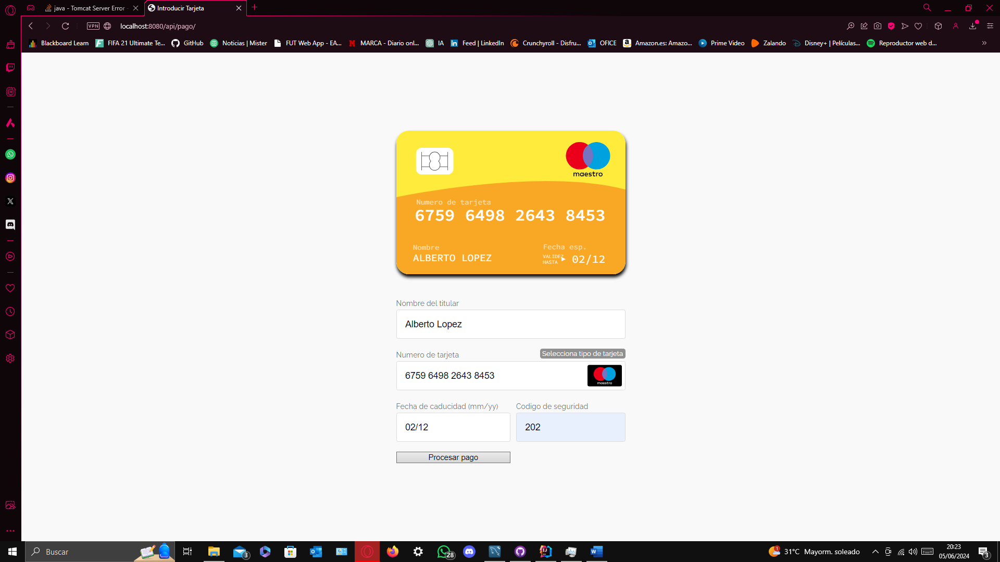 java - Tomcat Server Error -
Introducir Tarjeta
VPN
localhost:8080/api/pago/
Blackboard Learn
FIFA 21 Ultimate Te...
GitHub
Noticias | Mister
FUT Web App - EA...
MARCA - Diario onl...
IA
Feed | LinkedIn
Crunchyroll - Disfru...
OFICE
Amazon.es: Amazo...
Prime Video
Zalando
Disney+ | Películas...
Reproductor web d...
maestro
Numero de tarjeta
6759 6498 2643 8453
Nombre
Fecha esp.
ALBERTO LOPEZ
VALIDEZ
HASTA
02/12
Nombre del titular
Alberto Lopez
Numero de tarjeta
Selecciona tipo de tarjeta
6759 6498 2643 8453
maestro
Fecha de caducidad (mm/yy)
Codigo de seguridad
02/12
202
Procesar pago
Buscar
3
28
1
31°C Mayorm. soleado
20:23
05/06/2024
3